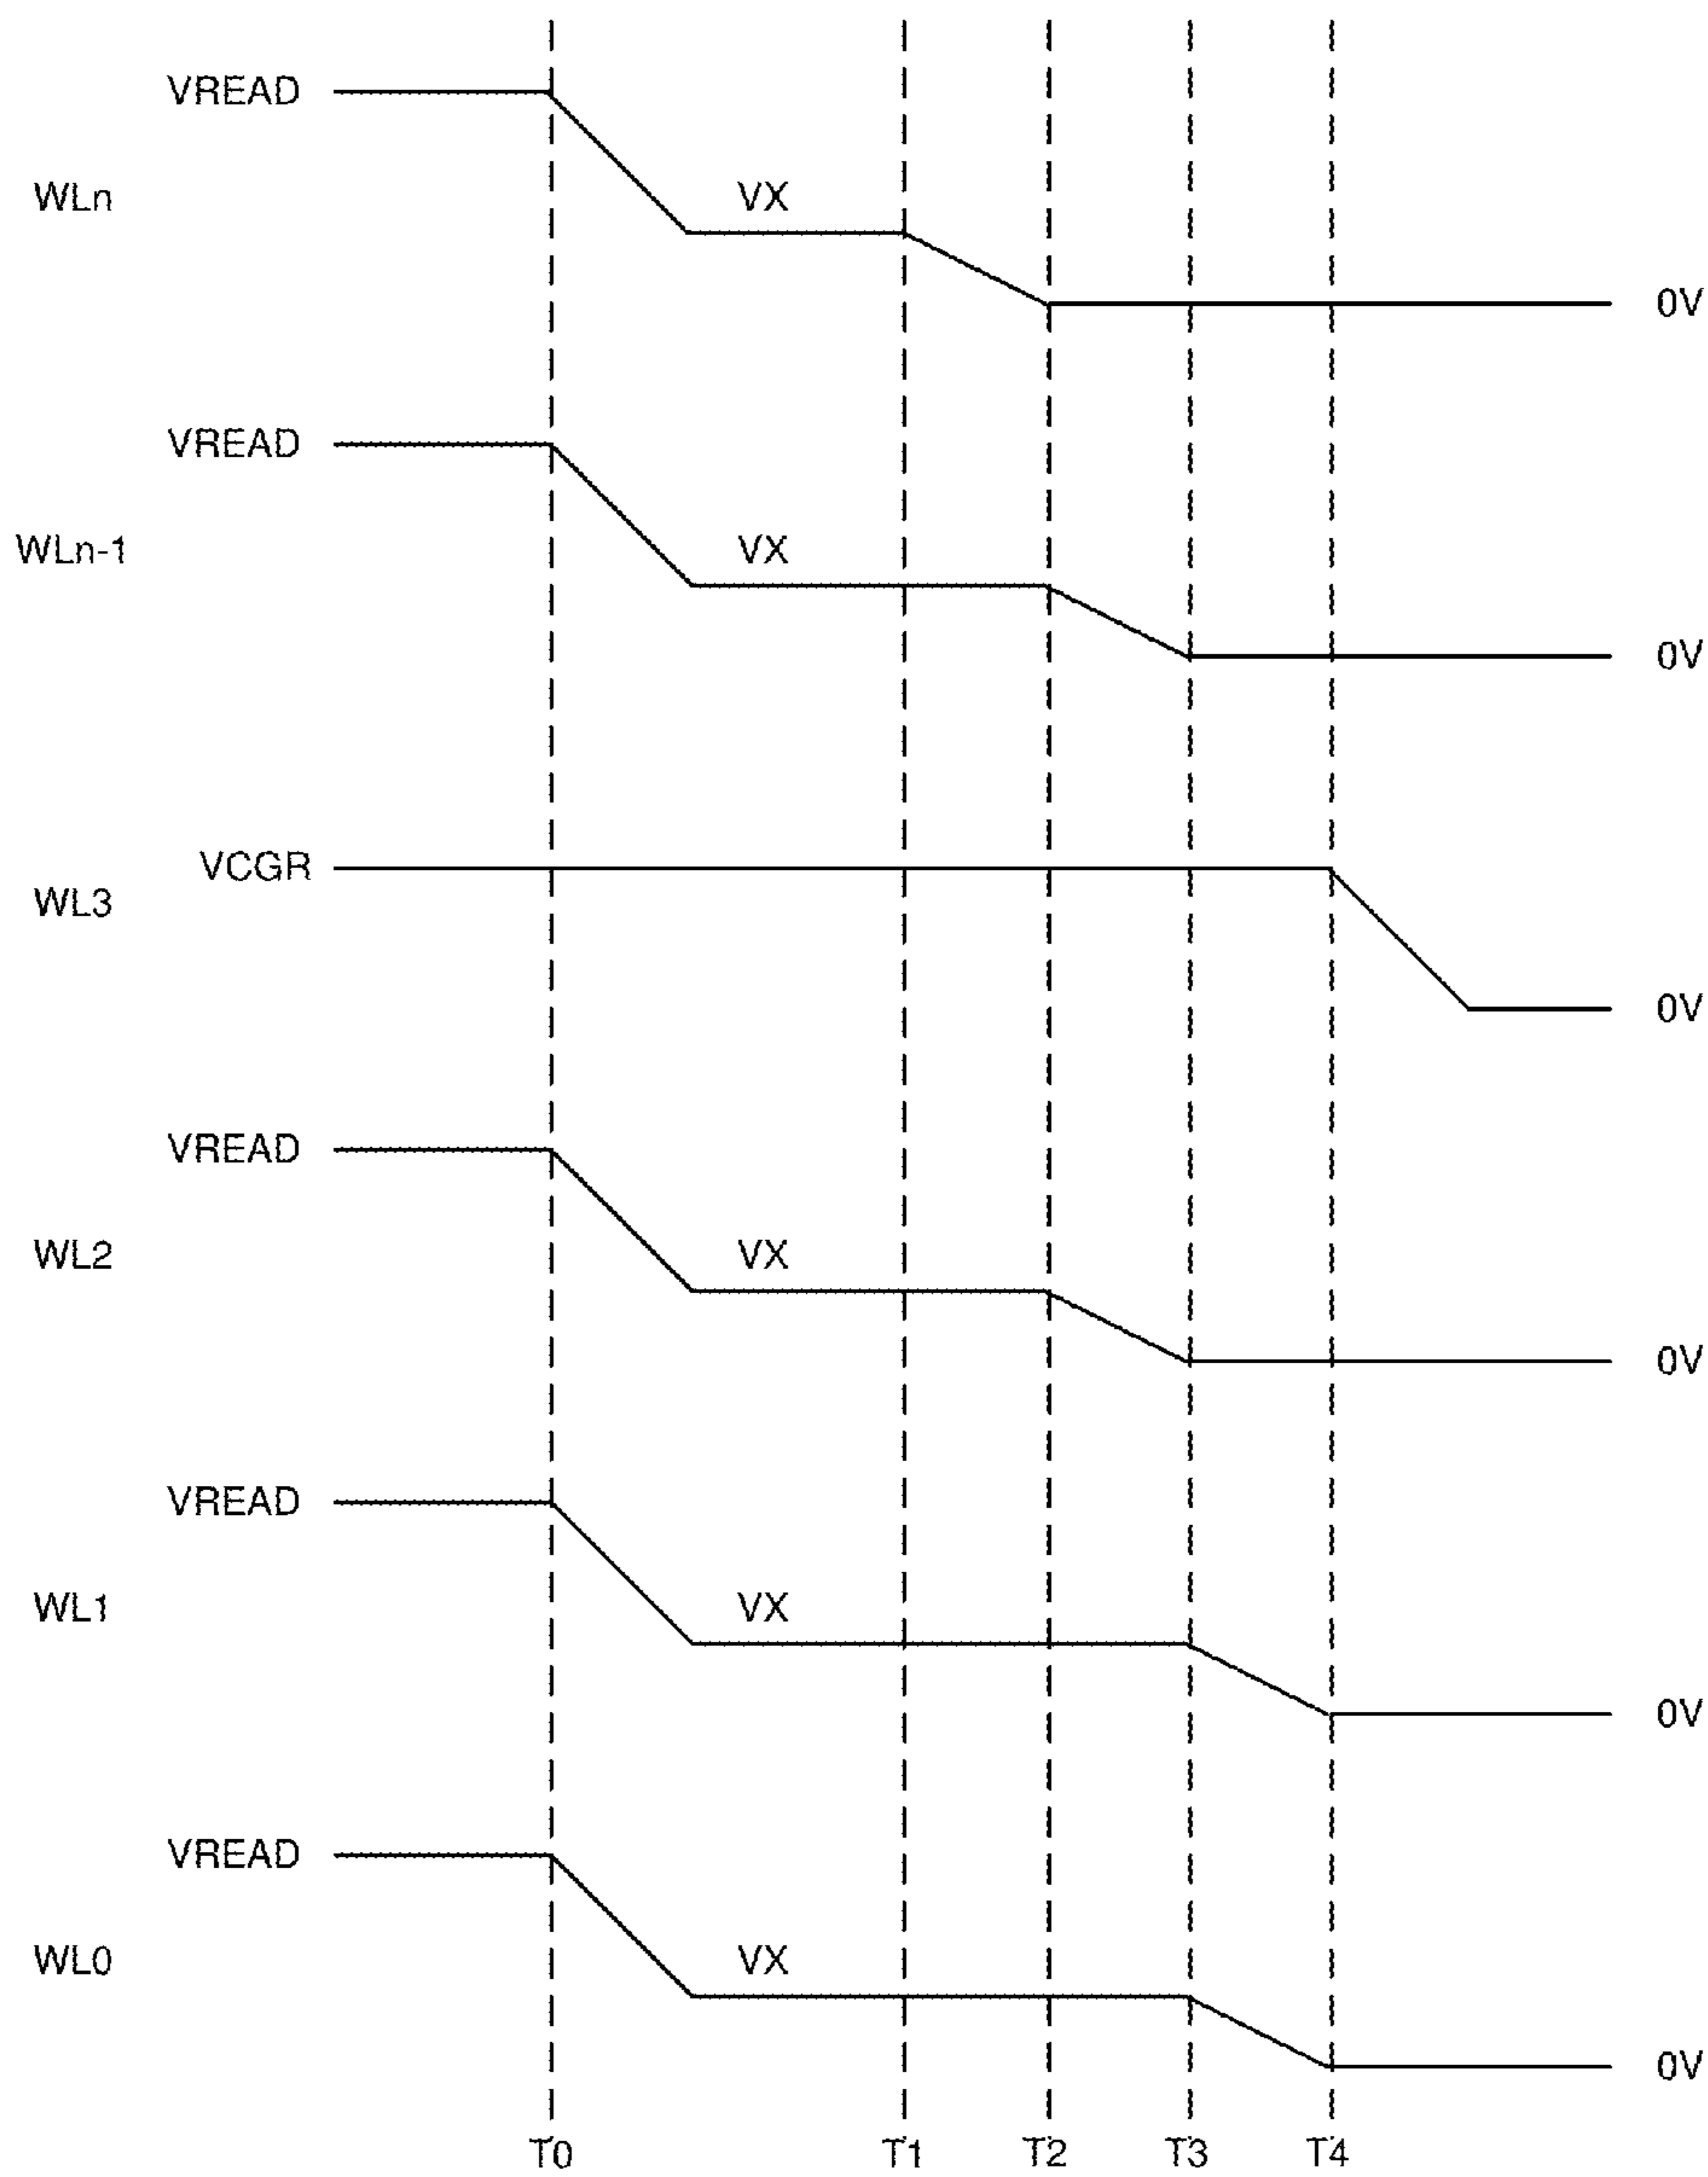 VREAD
WLn
VX
0V
VREAD
WLn-1
VX
0V
VCGR
WL3
0V
VREAD
WL2
VX
0V
VREAD
WL1
VX
0V
VREAD
WL0
VX
0V
T0 T1 T2 T3 T4